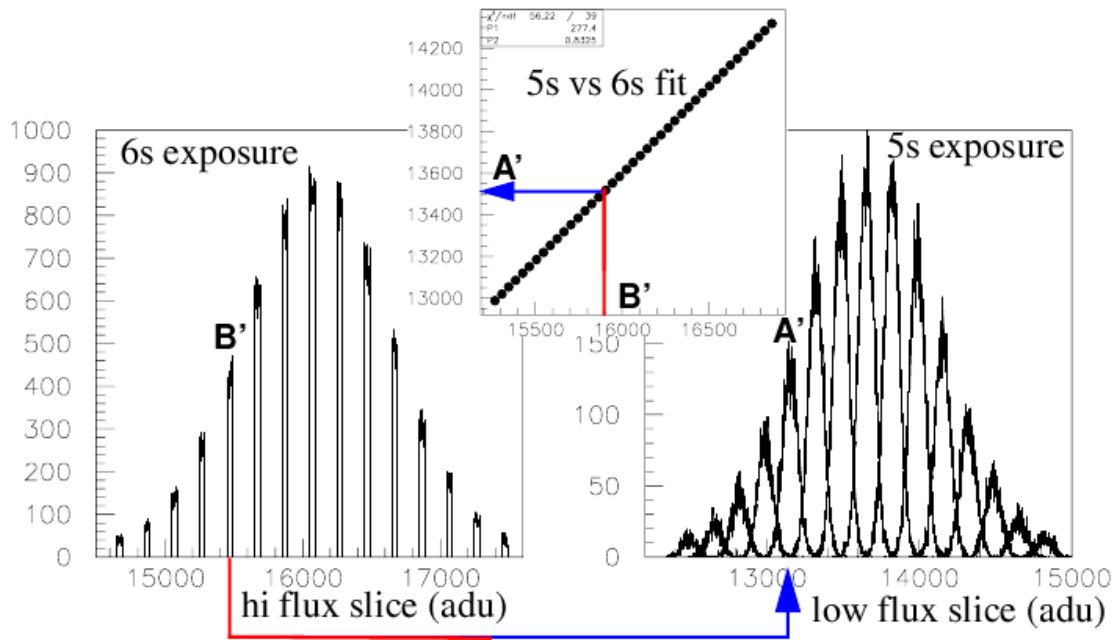 χ²/ndf 56.22 / 39
P1 277.4
P2 0.8325
14200
14000
13800
13600
13400
13200
13000
5s vs 6s fit
A’
B’
15500 16000 16500
1000
900
800
700
600
500
400
300
200
100
0
6s exposure
B’
15000 16000 17000
hi flux slice (adu)
5s exposure
A’
150
100
50
0
13000 14000 15000
low flux slice (adu)